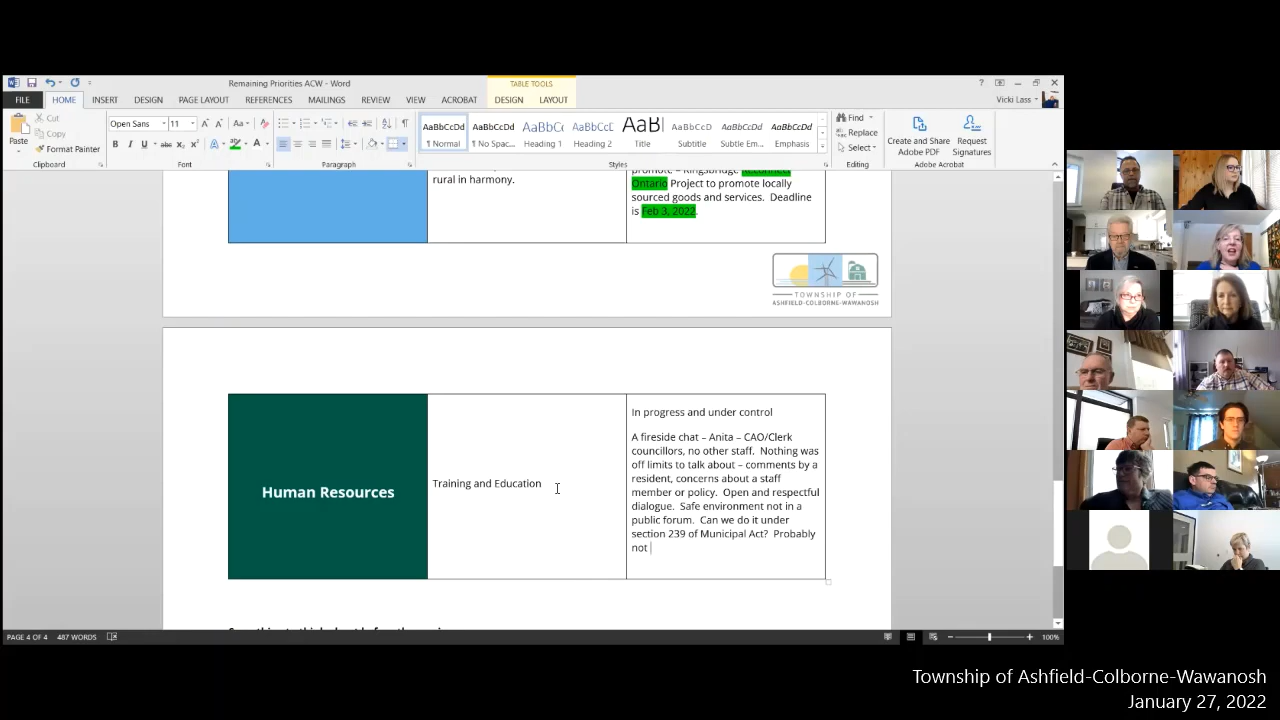 Remaining Priorities ACW - Word
TABLE TOOLS
FILE HOME INSERT DESIGN PAGE LAYOUT REFERENCES MAILINGS REVIEW VIEW ACROBAT DESIGN LAYOUT
Vicki Lass
Paste
Cut
Copy
Format Painter
Clipboard
Open Sans 11
Font
Paragraph
AaBbCcDd AaBbCcDd AaBbC AaBbCcC AaB AaBbCcD AaBbCcDd AaBbCcDd
¶ Normal ¶ No Spac... Heading 1 Heading 2 Title Subtitle Subtle Em... Emphasis
Styles
Find
Replace
Select
Editing
Create and Share
Adobe PDF
Request
Signatures
Adobe Acrobat
rural in harmony.
Ontario Project to promote locally
sourced goods and services. Deadline
is Feb 3, 2022.
TOWNSHIP OF
ASHFIELD-COLBORNE-WAWANOSH
Human Resources
Training and Education
In progress and under control
A fireside chat – Anita – CAO/Clerk
councillors, no other staff. Nothing was
off limits to talk about – comments by a
resident, concerns about a staff
member or policy. Open and respectful
dialogue. Safe environment not in a
public forum. Can we do it under
section 239 of Municipal Act? Probably
not
PAGE 4 OF 4 487 WORDS
100%
Township of Ashfield-Colborne-Wawanosh
January 27, 2022